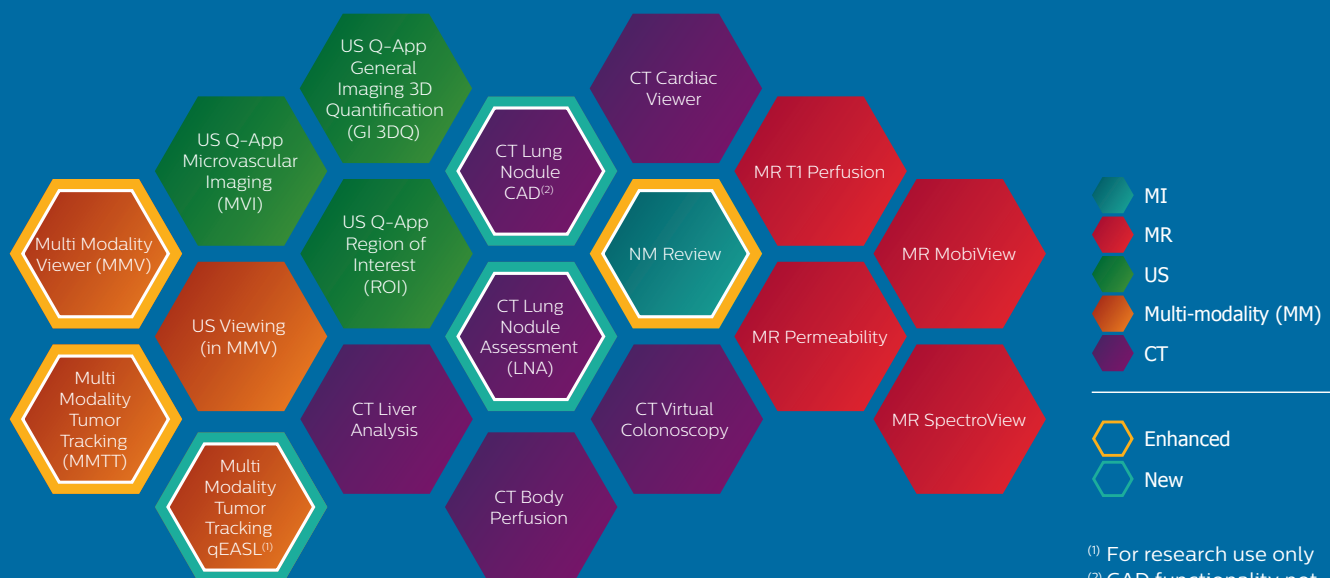 US Q-App
General
Imaging 3D
Quantification
(GI 3DQ)
CT Cardiac
Viewer
US Q-App
Microvascular
Imaging
(MVI)
CT Lung
Nodule
CAD(2)
MR T1 Perfusion
Multi Modality
Viewer (MMV)
US Q-App
Region of
Interest
(ROI)
NM Review
MR MobiView
US Viewing
(in MMV)
CT Lung
Nodule
Assessment
(LNA)
MR Permeability
Multi
Modality
Tumor
Tracking
(MMTT)
CT Liver
Analysis
CT Virtual
Colonoscopy
MR SpectroView
Multi
Modality
Tumor
Tracking
qEASL(1)
CT Body
Perfusion
MI
MR
US
Multi-modality (MM)
CT
Enhanced
New
(1) For research use only
(2) CAD functionality not